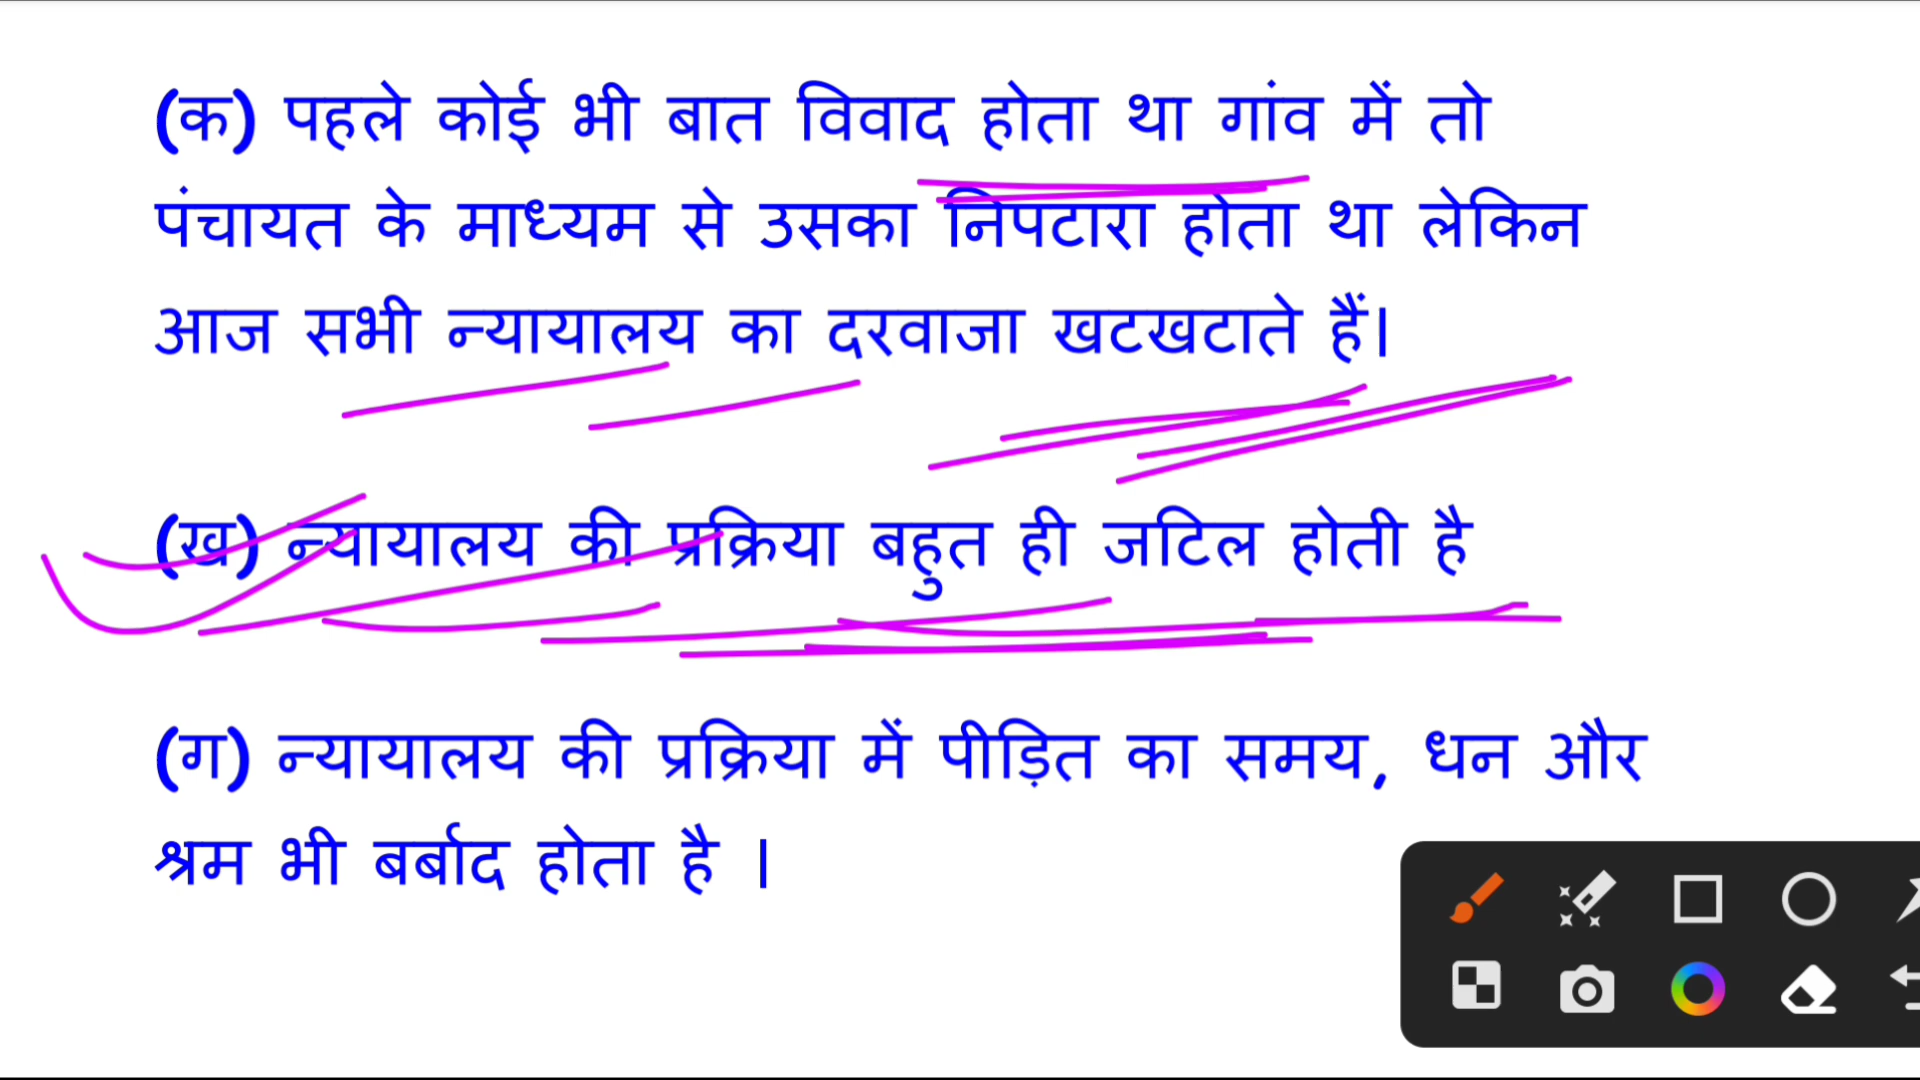 (क) पहले कोई भी बात विवाद होता था गांव में तो
पंचायत के माध्यम से उसका निपटारा होता था लेकिन
आज सभी न्यायालय का दरवाजा खटखटाते हैं।
(ख) न्यायालय की प्रक्रिया बहुत ही जटिल होती है
(ग) न्यायालय की प्रक्रिया में पीड़ित का समय, धन और
श्रम भी बर्बाद होता है ।